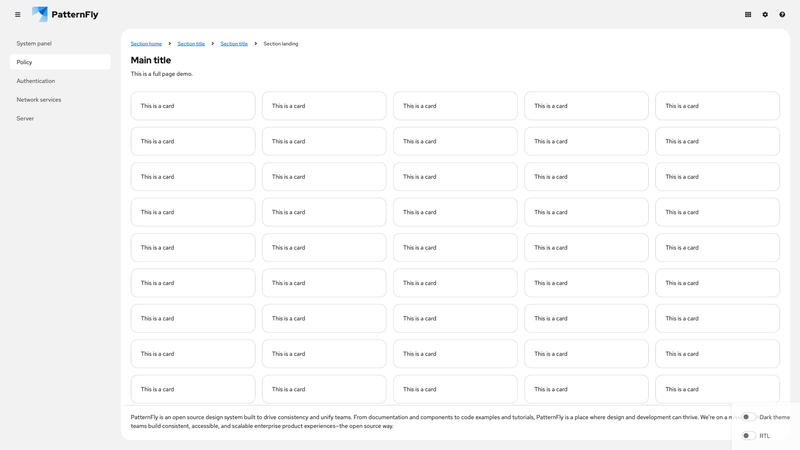 PatternFly
System panel
Policy
Authentication
Network services
Server
Section home
Section title
Section title
Section landing
Main title
This is a full page demo.
This is a card This is a card This is a card This is a card This is a card
This is a card This is a card This is a card This is a card This is a card
This is a card This is a card This is a card This is a card This is a card
This is a card This is a card This is a card This is a card This is a card
This is a card This is a card This is a card This is a card This is a card
This is a card This is a card This is a card This is a card This is a card
This is a card This is a card This is a card This is a card This is a card
This is a card This is a card This is a card This is a card This is a card
This is a card This is a card This is a card This is a card This is a card
PatternFly is an open source design system built to drive consistency and unify teams. From documentation and components to code examples and tutorials, PatternFly is a place where design and development can thrive. We're on a
teams build consistent, accessible, and scalable enterprise product experiences—the open source way.
Dark theme
RTL